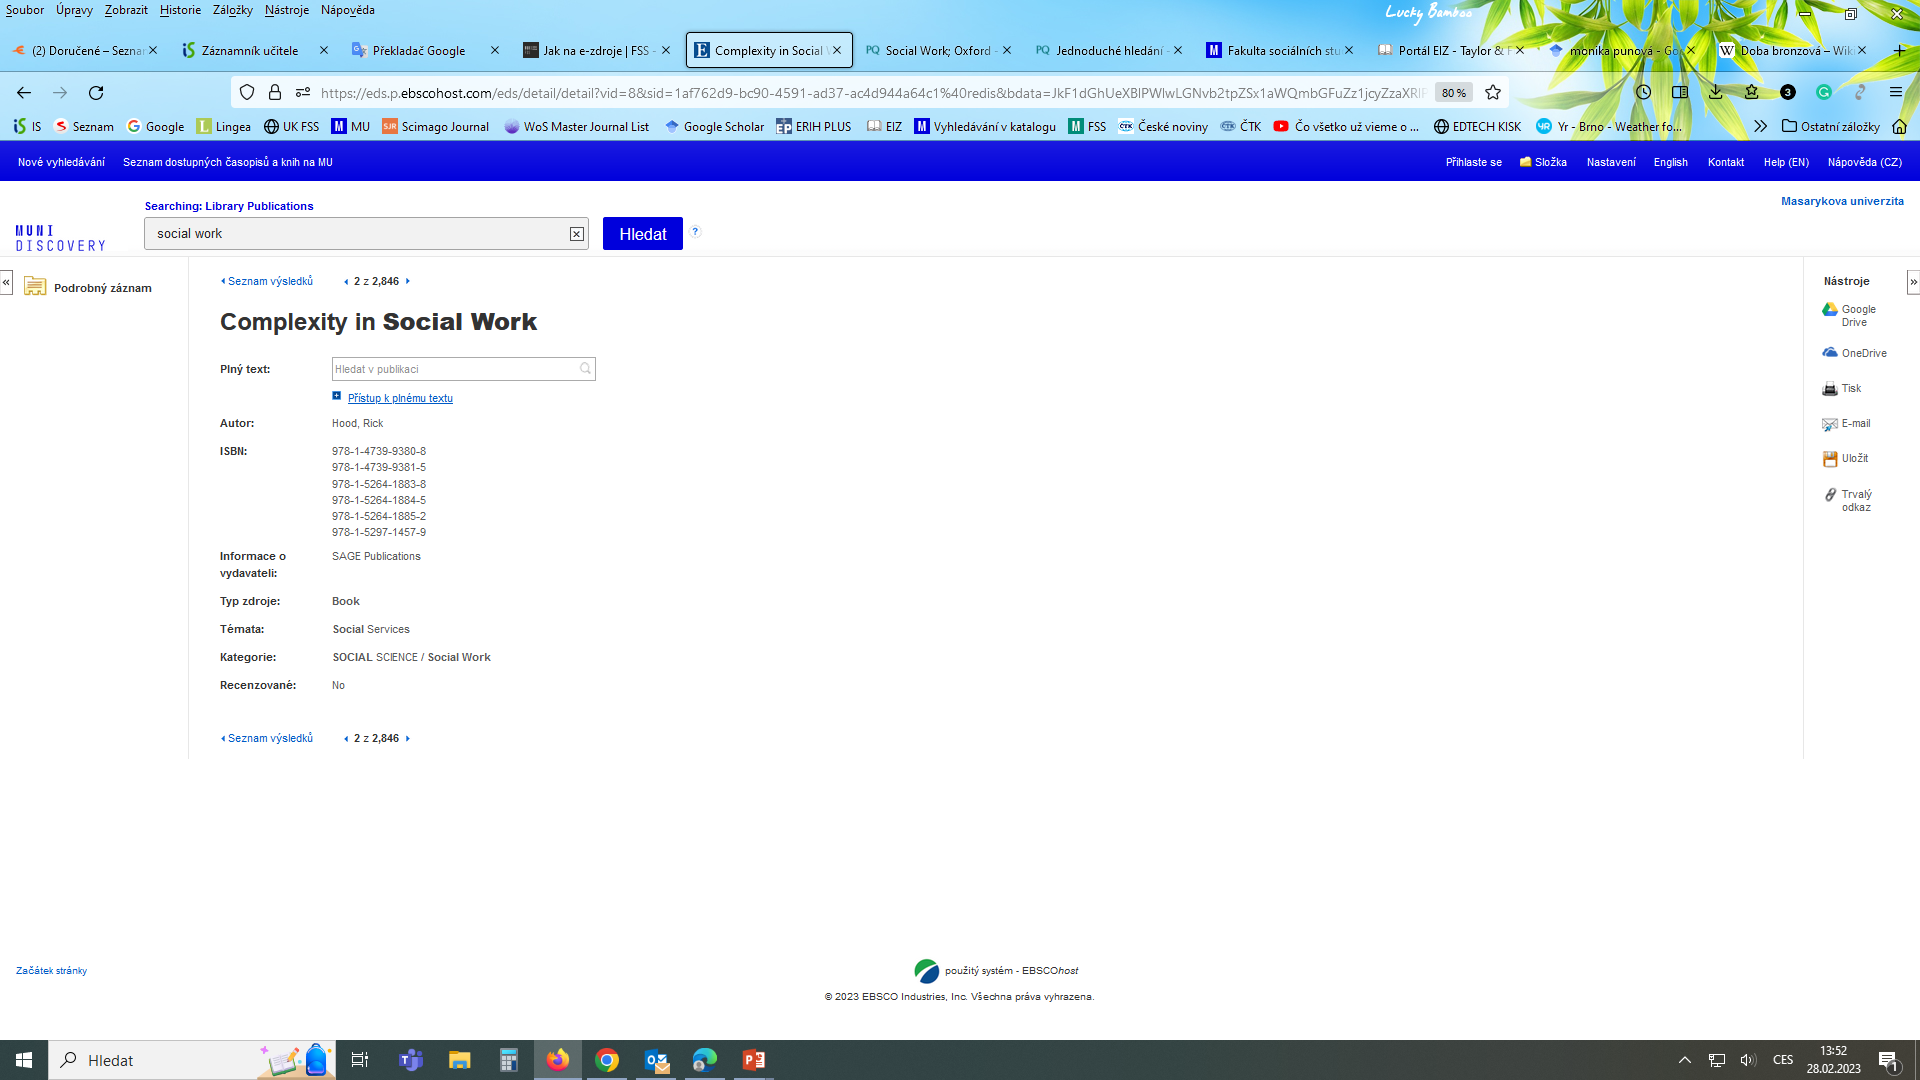 Soubor Úpravy Zobrazit Historie Záložky Nástroje Nápověda
Lucky Bamboo
(2) Doručené – Sezna
Záznamník učitele
Překladač Google
Jak na e-zdroje | FSS -
Complexity in Social W
Social Work; Oxford -
Jednoduché hledání -
Fakulta sociálních stu
Portál EIZ - Taylor & F
monika punová - Go
Doba bronzová – Wiki
https://eds.p.ebscohost.com/eds/detail/detail?vid=8&sid=1af762d9-bc90-4591-ad37-ac4d944a64c1%40redis&bdata=JkF1dGhUeXBlPWlwLGNvb2tpZSx1aWQmbGFuZz1jcyZzaXRlP
80 %
3
IS Seznam Google Lingea UK FSS MU Scimago Journal WoS Master Journal List Google Scholar ERIH PLUS EIZ Vyhledávání v katalogu FSS České noviny ČTK Čo všetko už vieme o ... EDTECH KISK Yr - Brno - Weather fo... Ostatní záložky
Nové vyhledávání Seznam dostupných časopisů a knih na MU Přihlaste se Složka Nastavení English Kontakt Help (EN) Nápověda (CZ)
Searching: Library Publications
Masarykova univerzita
MUNI
DISCOVERY
social work
Hledat
?
« Podrobný záznam
Seznam výsledků 2 z 2,846
Complexity in Social Work
Plný text: Hledat v publikaci
Přístup k plnému textu
Autor: Hood, Rick
ISBN: 978-1-4739-9380-8
978-1-4739-9381-5
978-1-5264-1883-8
978-1-5264-1884-5
978-1-5264-1885-2
978-1-5297-1457-9
Informace o
vydavateli: SAGE Publications
Typ zdroje: Book
Témata: Social Services
Kategorie: SOCIAL SCIENCE / Social Work
Recenzované: No
Seznam výsledků 2 z 2,846
Nástroje »
Google
Drive
OneDrive
Tisk
E-mail
Uložit
Trvalý
odkaz
Začátek stránky
použitý systém - EBSCOhost
© 2023 EBSCO Industries, Inc. Všechna práva vyhrazena.
Hledat
CES
13:52
28.02.2023
1